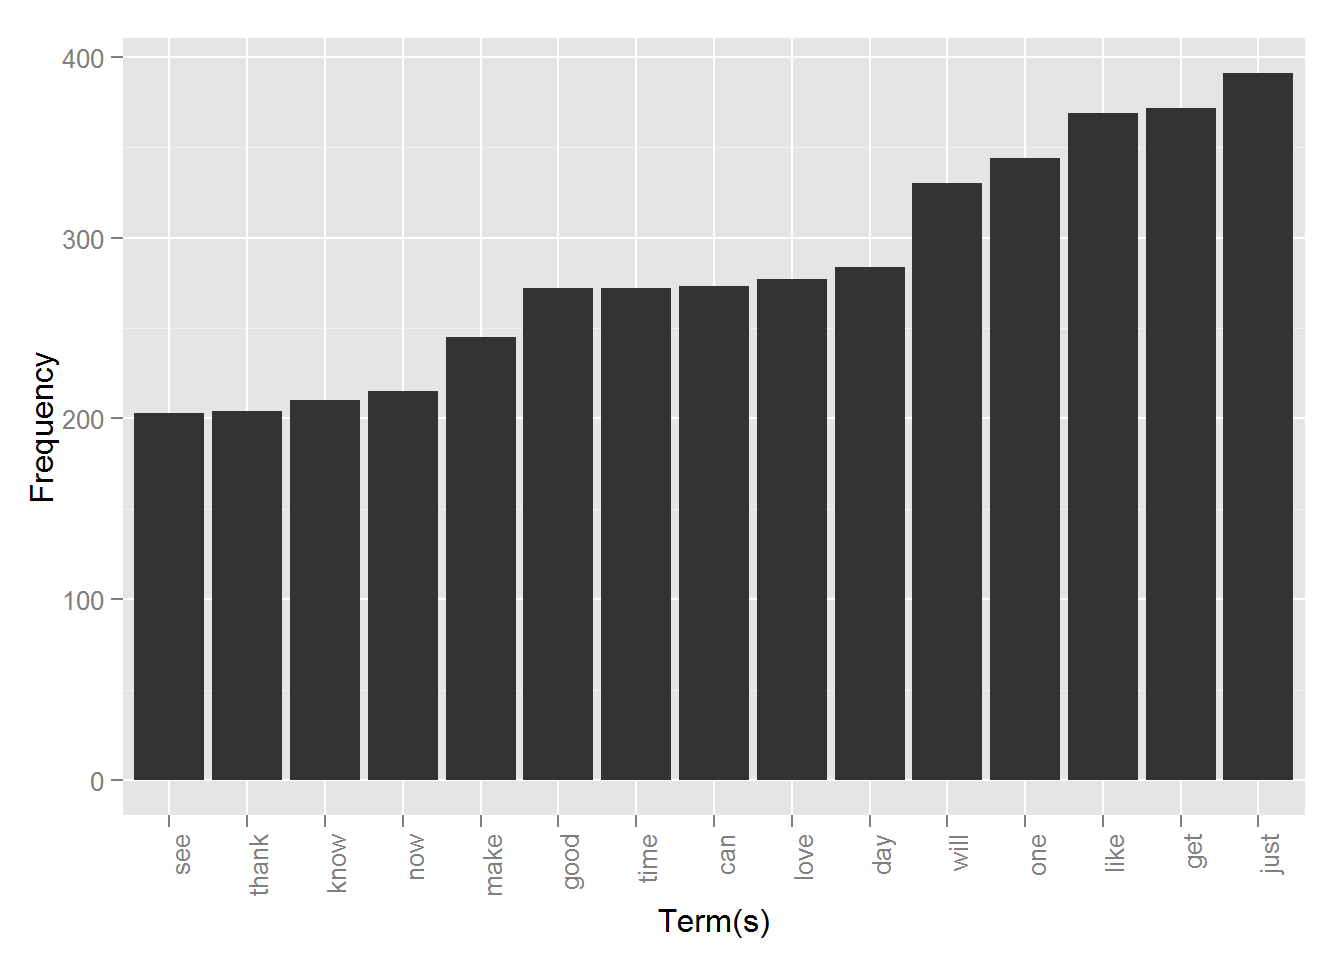 400
300
200
100
0
Frequency
see
thank
know
now
make
good
time
can
love
day
will
one
like
get
just
Term(s)